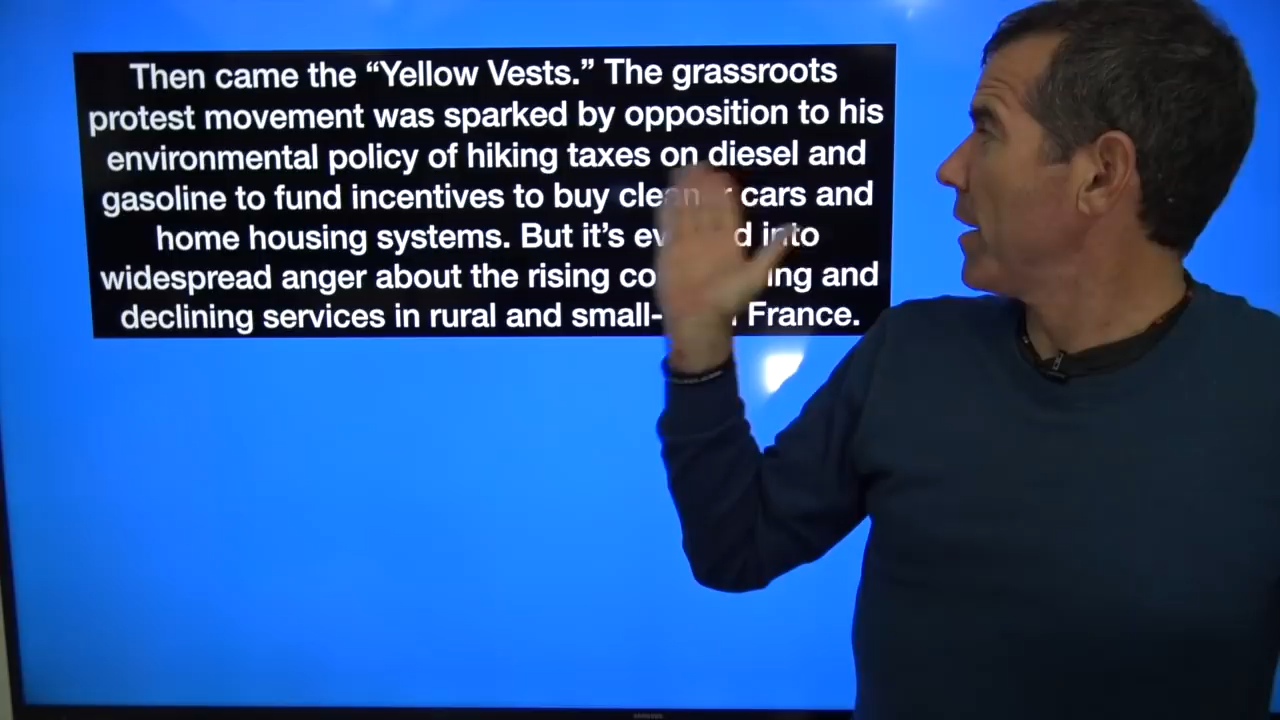 Then came the “Yellow Vests.” The grassroots
protest movement was sparked by opposition to his
environmental policy of hiking taxes on diesel and
gasoline to fund incentives to buy cars and
home housing systems. But it’s into
widespread anger about the rising and
declining services in rural and France.